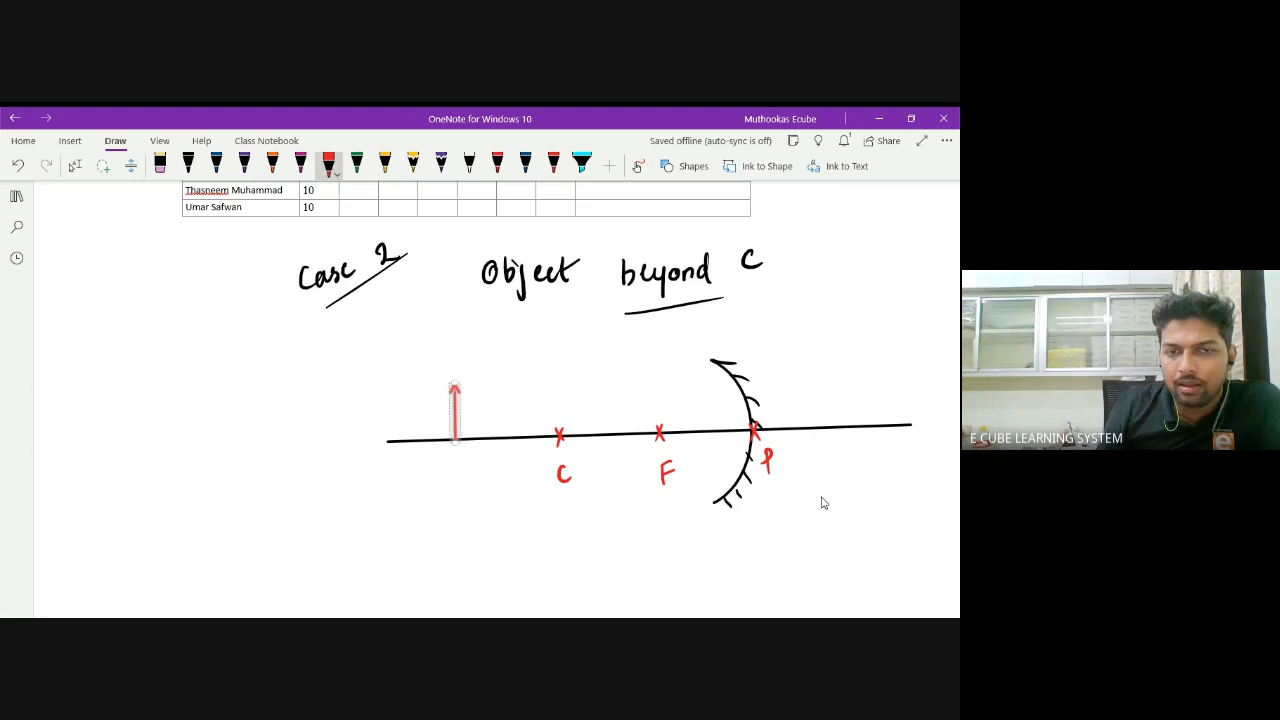 OneNote for Windows 10
Muthookas Ecube
Home Insert Draw View Help Class Notebook
Saved offline (auto-sync is off)
1
Share
Shapes
Ink to Shape
Ink to Text
Thasneem Muhammad 10
Umar Safwan 10
Case 2 Object beyond C
C F P
E CUBE LEARNING SYSTEM
e